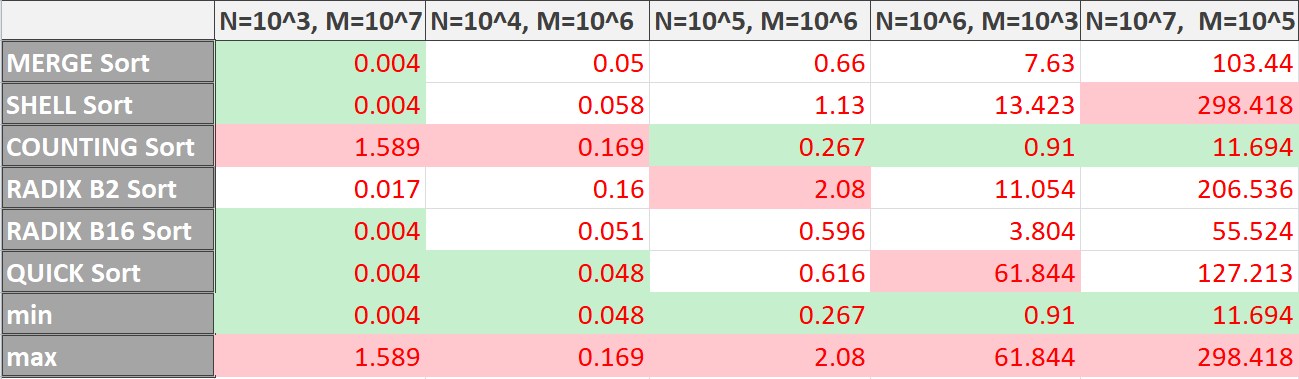 N=10^3, M=10^7 N=10^4, M=10^6 N=10^5, M=10^6 N=10^6, M=10^3 N=10^7, M=10^5
MERGE Sort 0.004 0.05 0.66 7.63 103.44
SHELL Sort 0.004 0.058 1.13 13.423 298.418
COUNTING Sort 1.589 0.169 0.267 0.91 11.694
RADIX B2 Sort 0.017 0.16 2.08 11.054 206.536
RADIX B16 Sort 0.004 0.051 0.596 3.804 55.524
QUICK Sort 0.004 0.048 0.616 61.844 127.213
min 0.004 0.048 0.267 0.91 11.694
max 1.589 0.169 2.08 61.844 298.418